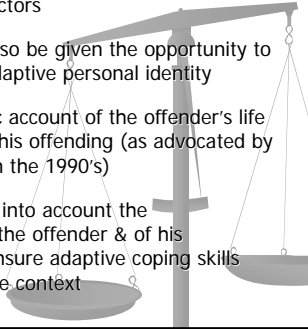 ctors
so be given the opportunity to
daptive personal identity
c account of the offender's life
his offending (as advocated by
n the 1990's)
into account the
the offender & of his
nsure adaptive coping skills
e context